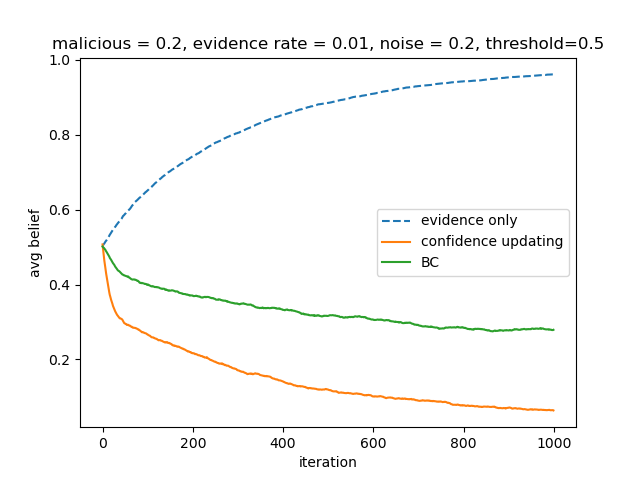 malicious = 0.2, evidence rate = 0.01, noise = 0.2, threshold=0.5
1.0
0.8
0.6
0.4
0.2
avg belief
evidence only
confidence updating
BC
0 200 400 600 800 1000
iteration